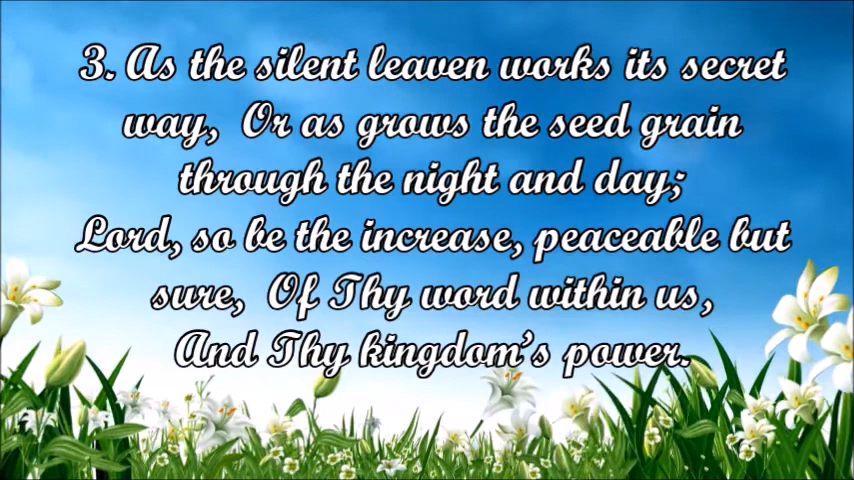 3. As the silent leaven works its secret
way,  Or as grows the seed grain
through the night and day;
Lord, so be the increase, peaceable but
sure,  Of Thy word within us,
And Thy kingdom's power.